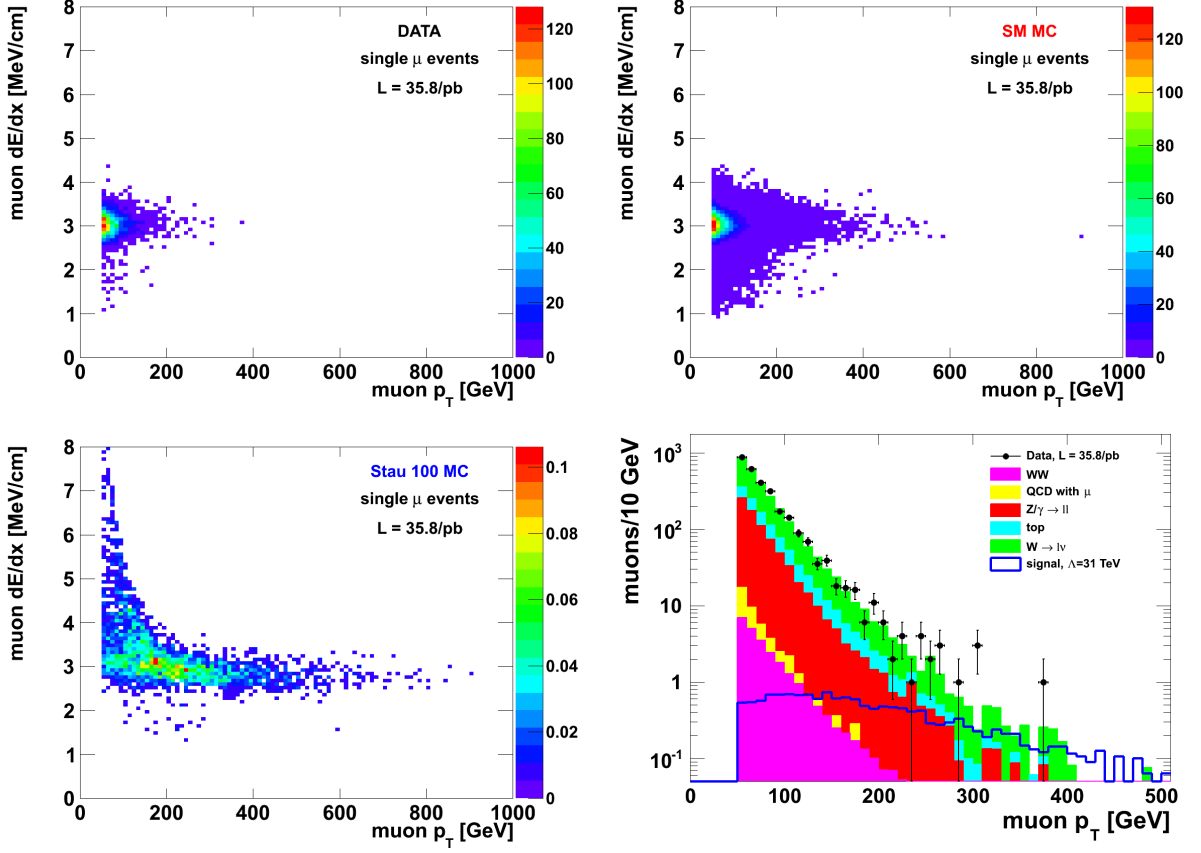 muon dE/dx [MeV/cm]
8
7
6
5
4
3
2
1
0
DATA
single μ events
L = 35.8/pb
120
100
80
60
40
20
0
0 200 400 600 800 1000
muon pT [GeV]
muon dE/dx [MeV/cm]
8
7
6
5
4
3
2
1
0
SM MC
single μ events
L = 35.8/pb
120
100
80
60
40
20
0
0 200 400 600 800 1000
muon pT [GeV]
muon dE/dx [MeV/cm]
8
7
6
5
4
3
2
1
0
Stau 100 MC
single μ events
L = 35.8/pb
0.1
0.08
0.06
0.04
0.02
0
0 200 400 600 800 1000
muon pT [GeV]
muons/10 GeV
10³
10²
10
1
10⁻¹
Data, L = 35.8/pb
WW
QCD with μ
Z/γ → ll
top
W → lν
signal, Λ=31 TeV
0 100 200 300 400 500
muon pT [GeV]